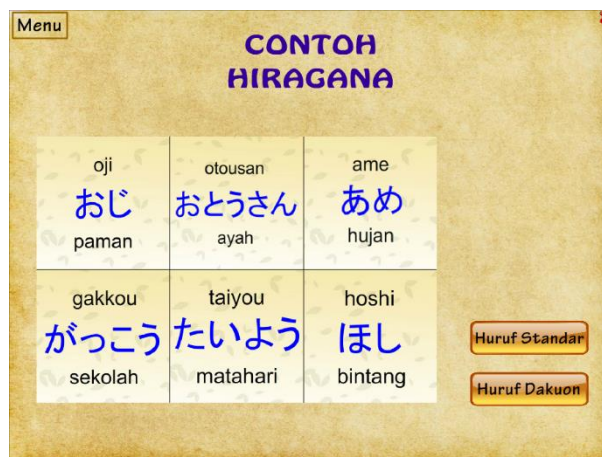 Menu
CONTOH
HIRAGANA
oji
おじ
paman
otousan
おとうさん
ayah
ame
あめ
hujan
gakkou
がっこう
sekolah
taiyou
たいよう
matahari
hoshi
ほし
bintang
Huruf Standar
Huruf Dakuon